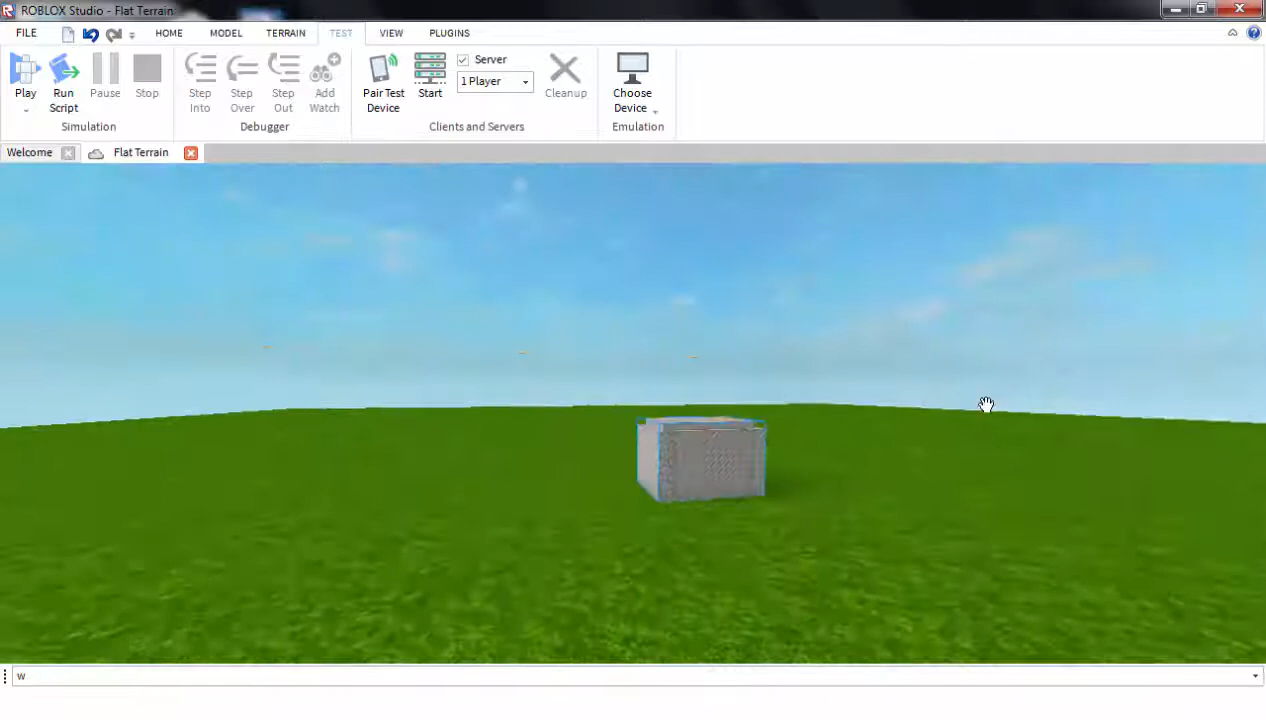 ROBLOX Studio - Flat Terrain
FILE HOME MODEL TERRAIN TEST VIEW PLUGINS
Play
Run Script
Pause
Stop
Simulation
Step Into
Step Over
Step Out
Add Watch
Debugger
Pair Test Device
Start
Server
1 Player
Cleanup
Clients and Servers
Choose Device
Emulation
Welcome
Flat Terrain
w